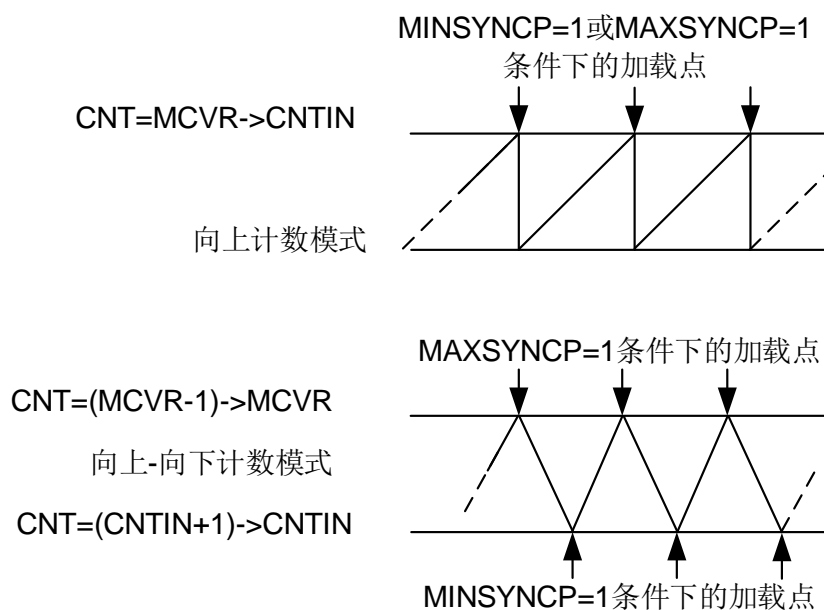 MINSYNCP=1或MAXSYNCP=1
条件下的加载点
CNT=MCVR->CNTIN
向上计数模式
MAXSYNCP=1条件下的加载点
CNT=(MCVR-1)->MCVR
向上-向下计数模式
CNT=(CNTIN+1)->CNTIN
MINSYNCP=1条件下的加载点